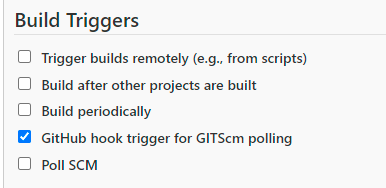 Build Triggers
Trigger builds remotely (e.g., from scripts)
Build after other projects are built
Build periodically
GitHub hook trigger for GITScm polling
Poll SCM